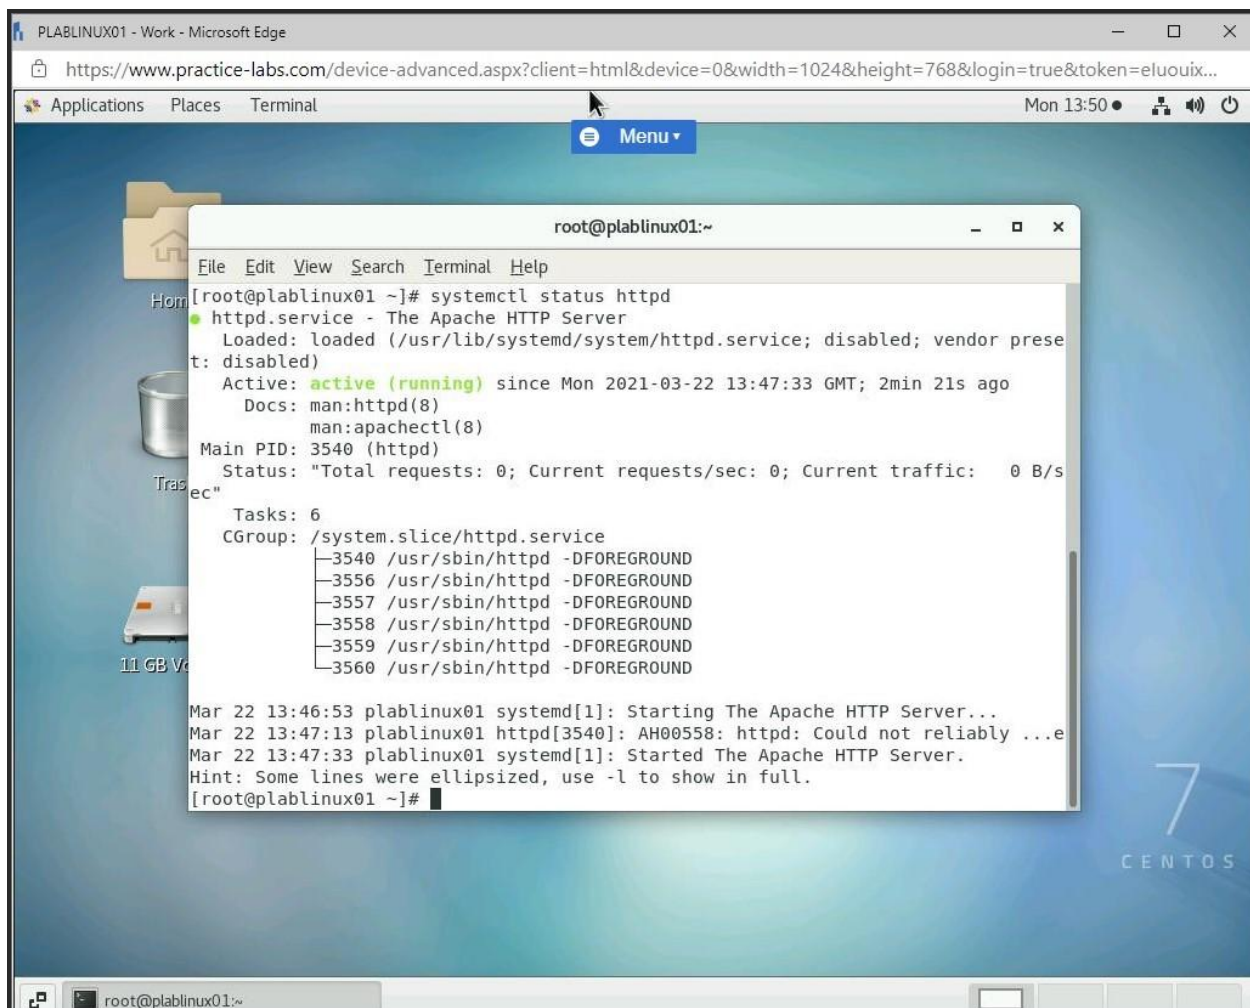 PLABLINUX01 - Work - Microsoft Edge
https://www.practice-labs.com/device-advanced.aspx?client=html&device=0&width=1024&height=768&login=true&token=eluouix...
Applications Places Terminal Mon 13:50
Menu
root@plablinux01:~
File Edit View Search Terminal Help
Hom
[root@plablinux01 ~]# systemctl status httpd
● httpd.service - The Apache HTTP Server
   Loaded: loaded (/usr/lib/systemd/system/httpd.service; disabled; vendor prese
t: disabled)
   Active: active (running) since Mon 2021-03-22 13:47:33 GMT; 2min 21s ago
     Docs: man:httpd(8)
           man:apachectl(8)
 Main PID: 3540 (httpd)
   Status: "Total requests: 0; Current requests/sec: 0; Current traffic:   0 B/s
ec"
Tras
    Tasks: 6
   CGroup: /system.slice/httpd.service
           ├─3540 /usr/sbin/httpd -DFOREGROUND
           ├─3556 /usr/sbin/httpd -DFOREGROUND
           ├─3557 /usr/sbin/httpd -DFOREGROUND
           ├─3558 /usr/sbin/httpd -DFOREGROUND
           ├─3559 /usr/sbin/httpd -DFOREGROUND
           └─3560 /usr/sbin/httpd -DFOREGROUND
11 GB Vo
Mar 22 13:46:53 plablinux01 systemd[1]: Starting The Apache HTTP Server...
Mar 22 13:47:13 plablinux01 httpd[3540]: AH00558: httpd: Could not reliably ...e
Mar 22 13:47:33 plablinux01 systemd[1]: Started The Apache HTTP Server.
Hint: Some lines were ellipsized, use -l to show in full.
[root@plablinux01 ~]#
7
CENTOS
root@plablinux01:~